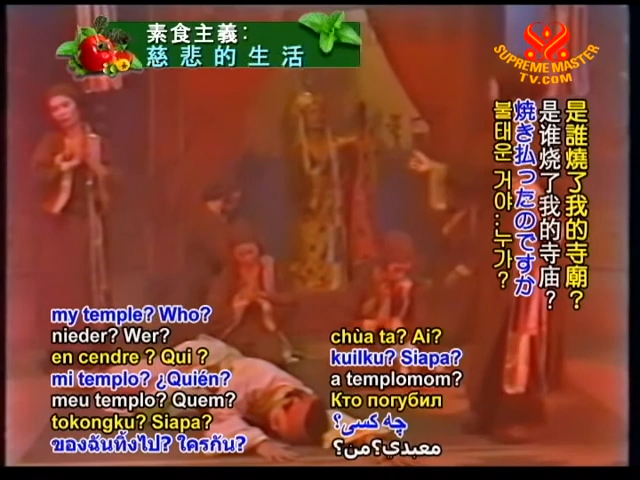 素食主義:
慈悲的生活
SUPREME MASTER
TV.COM
是誰燒了我的寺廟？
是谁烧了我的寺庙？
焼き払ったのですか
불태운 거야...누가?
my temple? Who?
nieder? Wer?
en cendre ? Qui ?
mi templo? ¿Quién?
meu templo? Quem?
tokongku? Siapa?
ของฉันทิ้งไป? ใครกัน?
chùa ta? Ai?
kuilku? Siapa?
a templomom?
Кто погубил
چه کسی؟
معبدي؟من؟